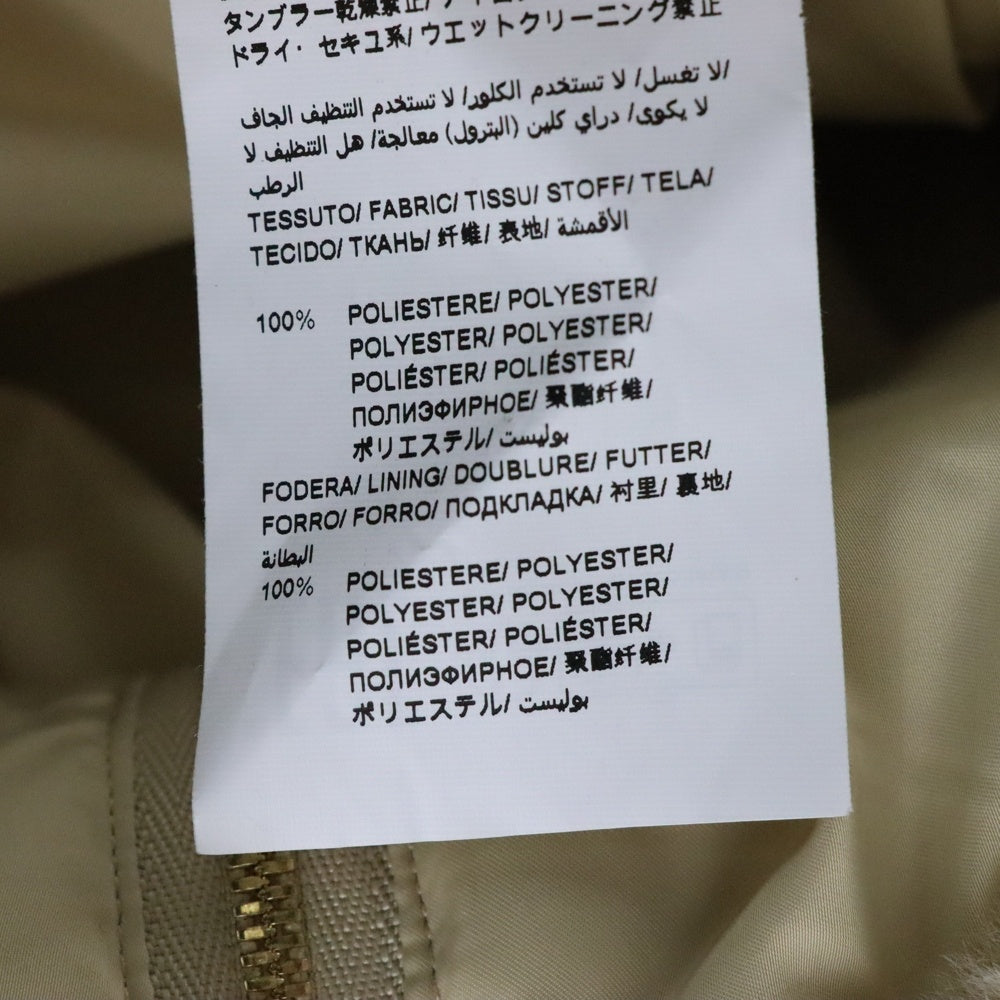 タンブラー乾燥禁止/
ドライ・セキユ系/ ウエットクリーニング禁止
لا تغسل/ لا تستخدم الكلور/ لا تستخدم التنظيف الجاف/
لا يكوى/ دراي كلين (البترول) معالجة/ هل التنظيف لا
الرطب
TESSUTO/ FABRIC/ TISSU/ STOFF/ TELA/
TECIDO/ ТКАНЬ/ 纤维/ 表地/ الأقمشة
100% POLIESTERE/ POLYESTER/
POLYESTER/ POLYESTER/
POLIÉSTER/ POLIÉSTER/
ПОЛИЭФИРНОЕ/ 聚酯纤维/
ポリエステル/ بوليست
FODERA/ LINING/ DOUBLURE/ FUTTER/
FORRO/ FORRO/ ПОДКЛАДКА/ 衬里/ 裏地/
البطانة
100% POLIESTERE/ POLYESTER/
POLYESTER/ POLYESTER/
POLIÉSTER/ POLIÉSTER/
ПОЛИЭФИРНОЕ/ 聚酯纤维/
ポリエステル/ بوليست